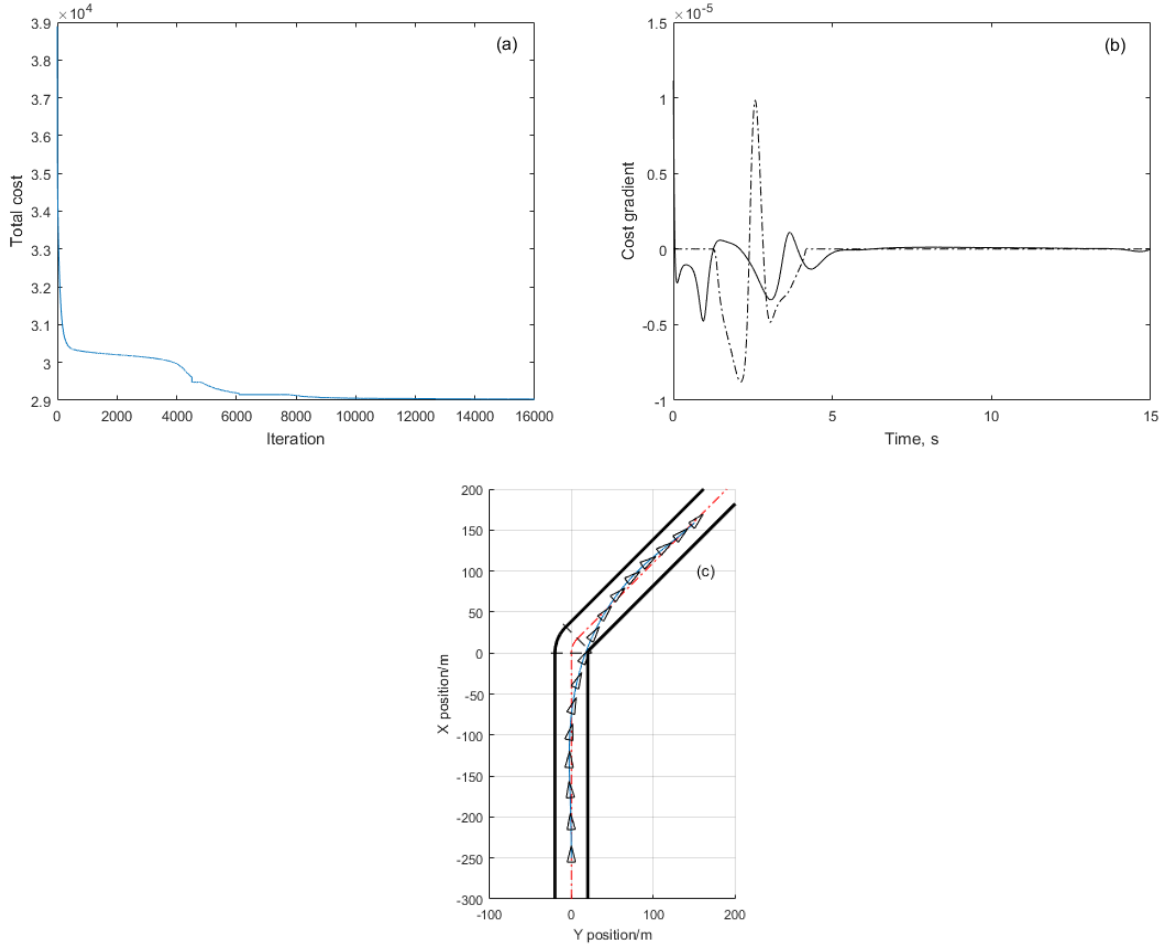 ×10⁴
(a)
3.9
3.8
3.7
3.6
3.5
3.4
3.3
3.2
3.1
3
2.9
Total cost
0 2000 4000 6000 8000 10000 12000 14000 16000
Iteration
×10⁻⁵
(b)
1.5
1
0.5
0
-0.5
-1
Cost gradient
0 5 10 15
Time, s
(c)
200
150
100
50
0
-50
-100
-150
-200
-250
-300
X position/m
-100 0 100 200
Y position/m